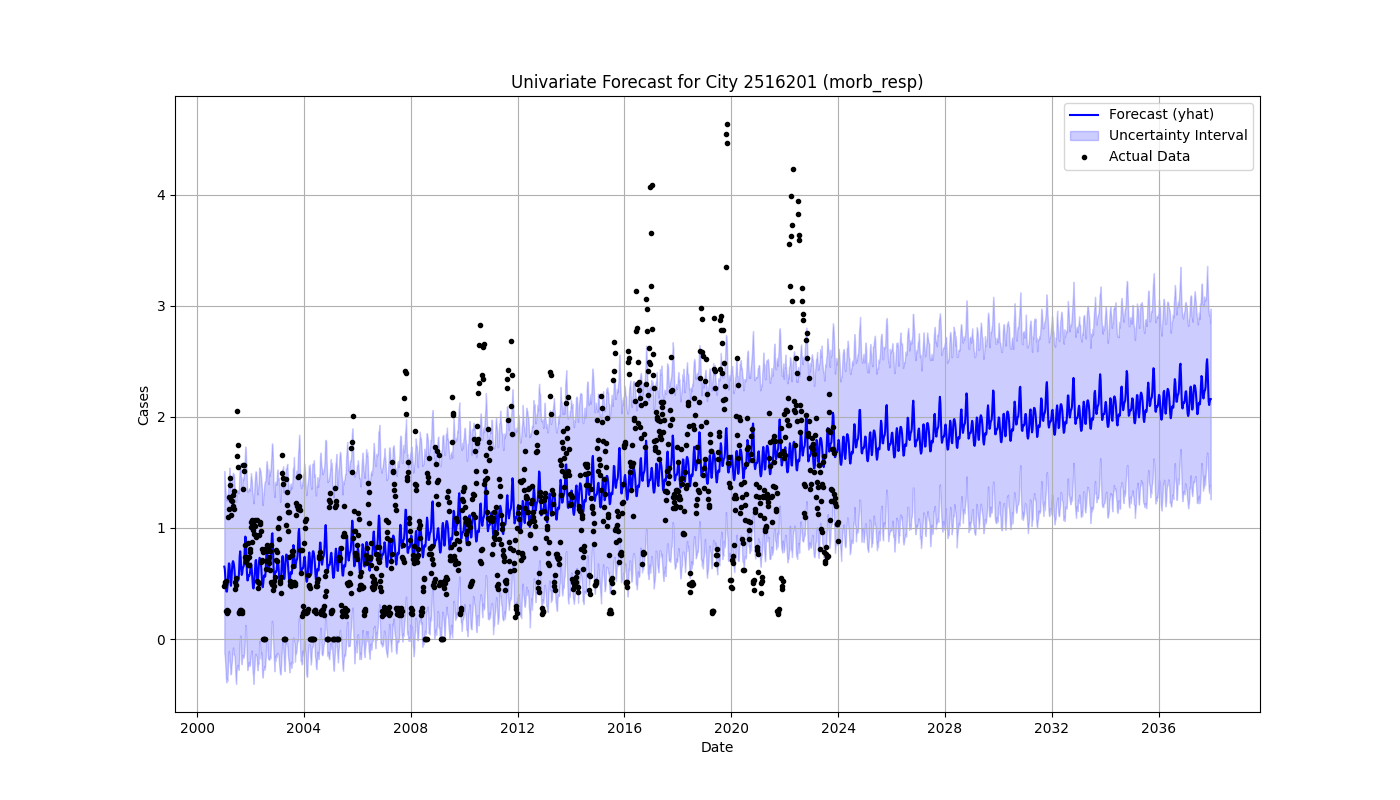 Univariate Forecast for City 2516201 (morb_resp)
Forecast (yhat)
Uncertainty Interval
Actual Data
Cases
4
3
2
1
0
2000 2004 2008 2012 2016 2020 2024 2028 2032 2036
Date